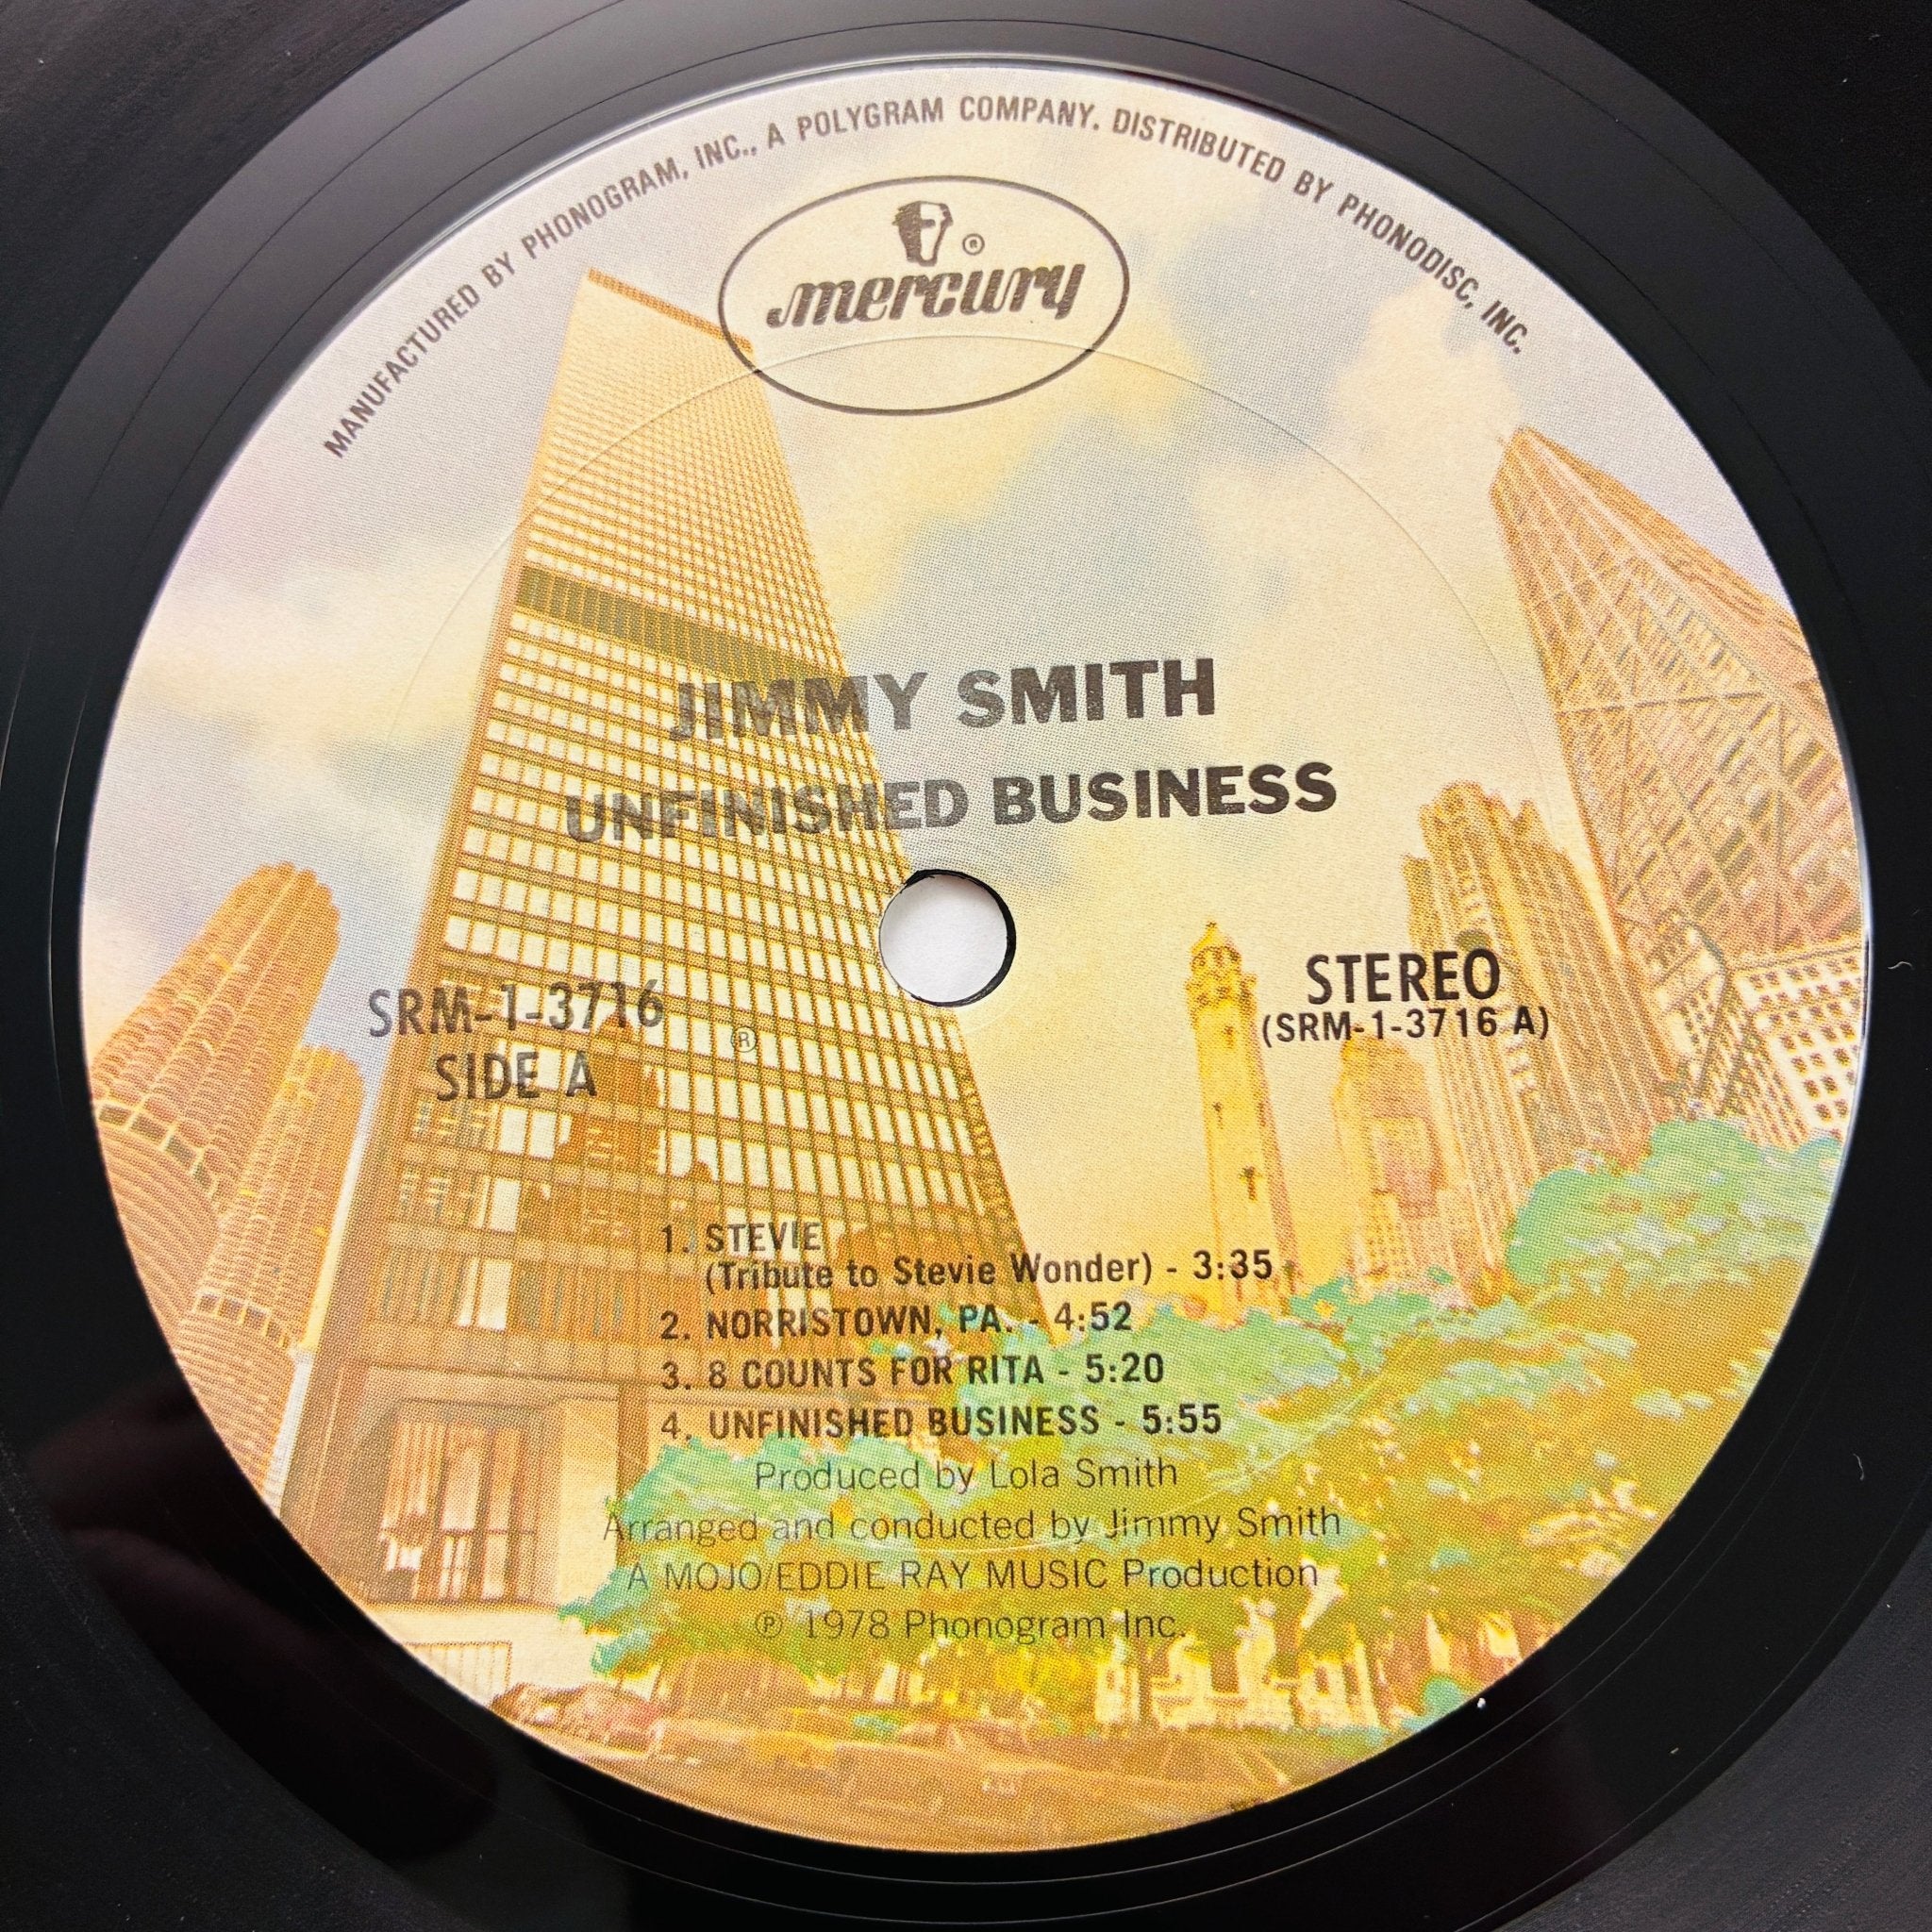 MANUFACTURED BY PHONOGRAM, INC., A POLYGRAM COMPANY. DISTRIBUTED BY PHONODISC, INC.
®
mercury
JIMMY SMITH
UNFINISHED BUSINESS
SRM-1-3716
SIDE A
®
STEREO
(SRM-1-3716 A)
1. STEVIE
(Tribute to Stevie Wonder) - 3:35
2. NORRISTOWN, PA. - 4:52
3. 8 COUNTS FOR RITA - 5:20
4. UNFINISHED BUSINESS - 5:55
Produced by Lola Smith
Arranged and conducted by Jimmy Smith
A MOJO/EDDIE RAY MUSIC Production
℗ 1978 Phonogram Inc.